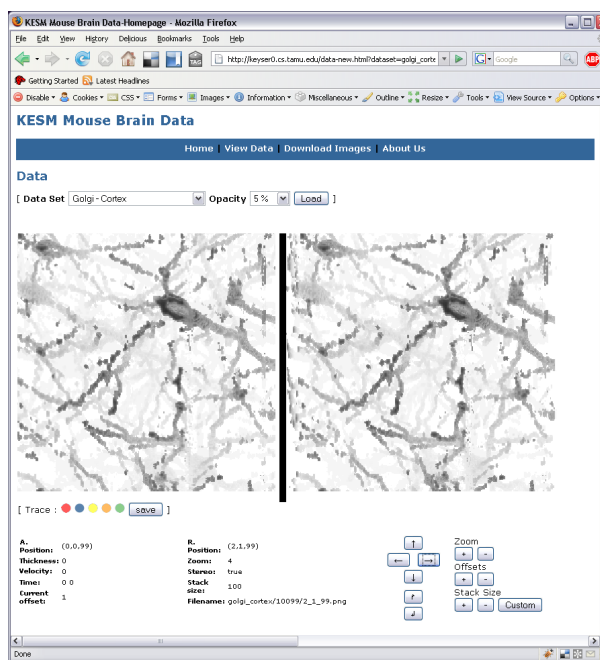 KESM Mouse Brain Data-Homepage - Mozilla Firefox
File Edit View History Delicious Bookmarks Tools Help
TAG http://keyser0.cs.tamu.edu/data-new.html?dataset=golgi_corte G Google ABP
Getting Started Latest Headlines
Disable Cookies CSS Forms Images Information Miscellaneous Outline Resize Tools View Source Options
KESM Mouse Brain Data
Home | View Data | Download Images | About Us
Data
[ Data Set Golgi-Cortex Opacity 5% Load ]
[ Trace : save ]
A. Position: (0,0,99)
Thickness: 0
Velocity: 0
Time: 0 0
Current offset: 1
R. Position: (2,1,99)
Zoom: 4
Stereo: true
Stack size: 100
Filename: golgi_cortex/10099/2_1_99.png
Zoom
+ -
Offsets
+ -
Stack Size
+ - Custom
Done